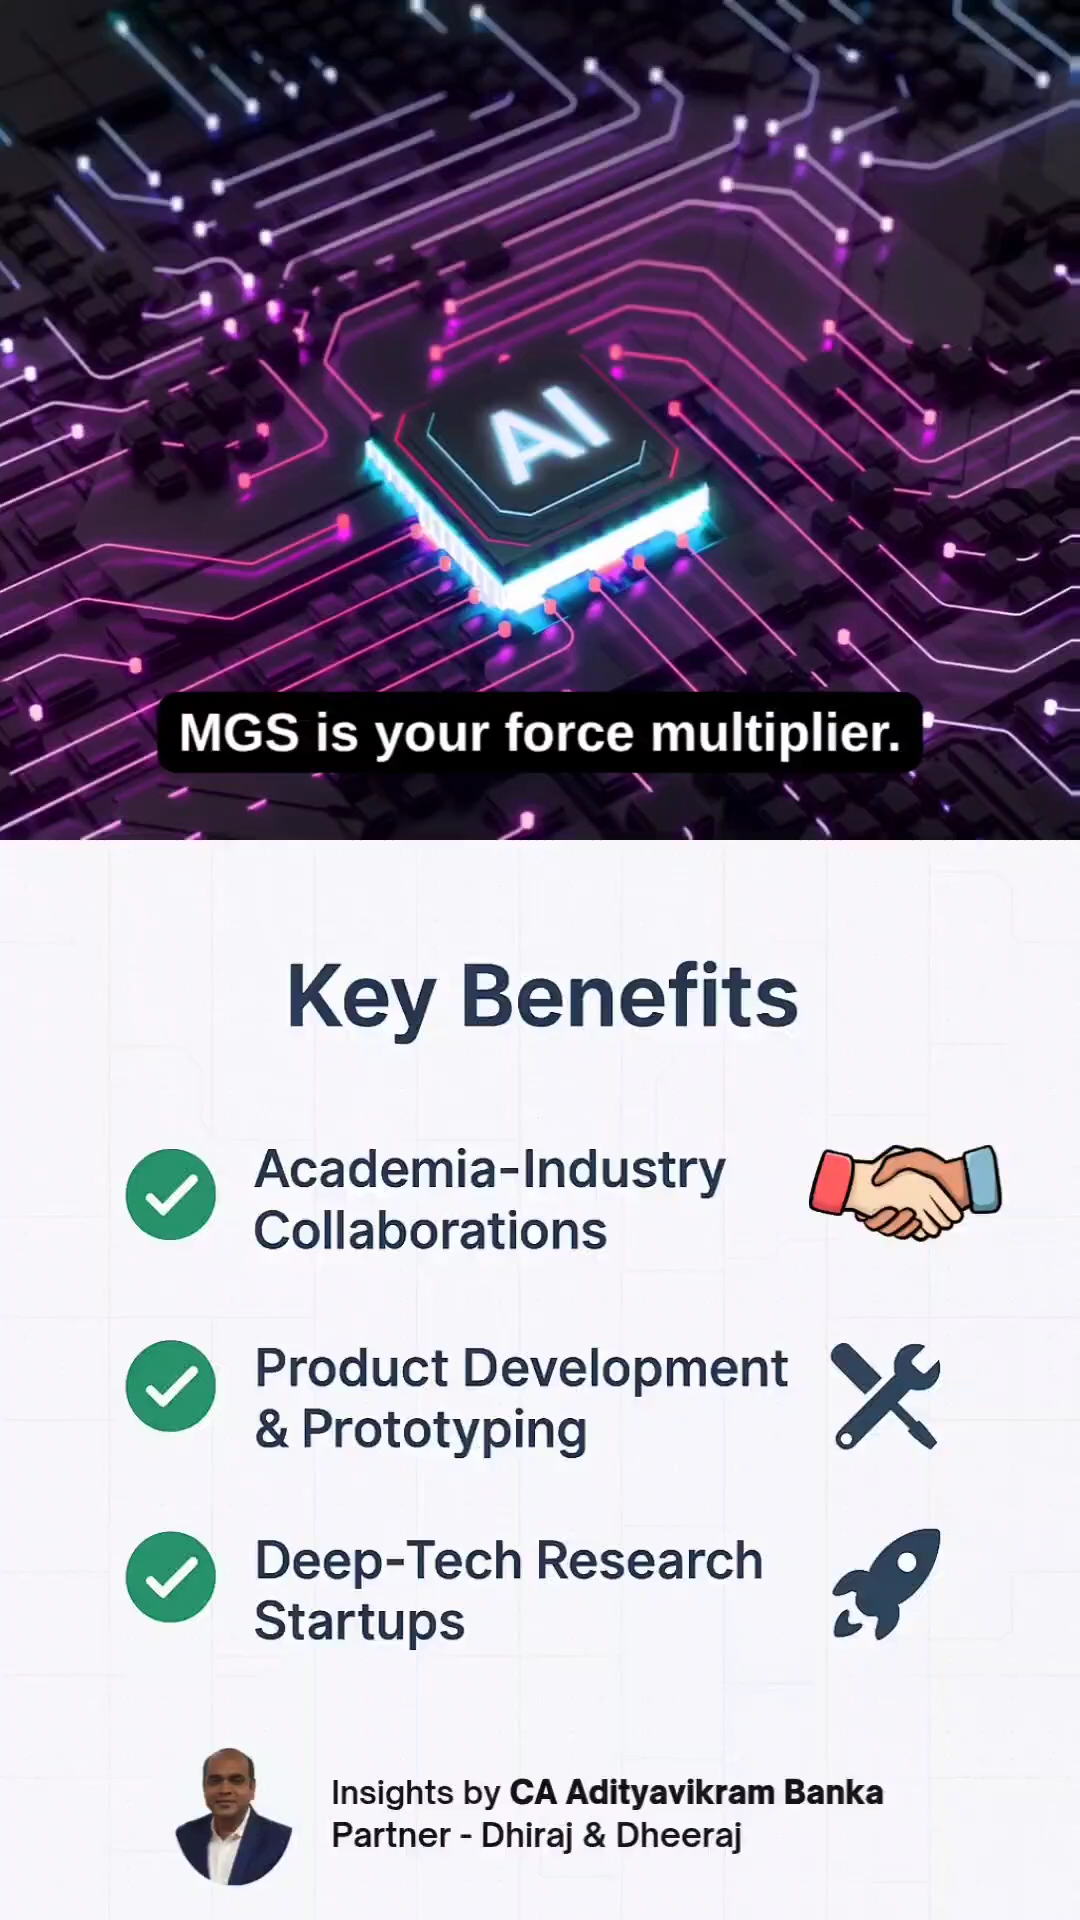 AI
MGS is your force multiplier.
Key Benefits
Academia-Industry
Collaborations
Product Development
& Prototyping
Deep-Tech Research
Startups
Insights by CA Adityavikram Banka
Partner - Dhiraj & Dheeraj